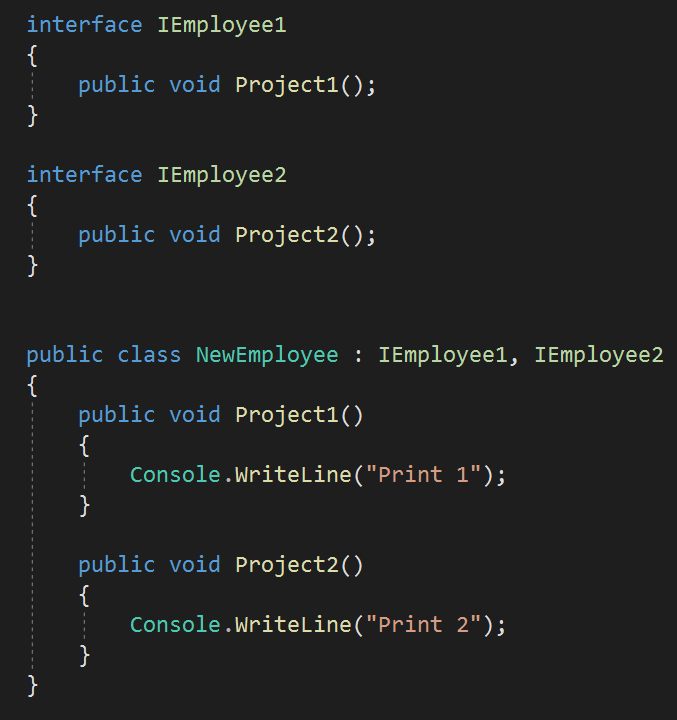 interface IEmployee1
{
    public void Project1();
}

interface IEmployee2
{
    public void Project2();
}

public class NewEmployee : IEmployee1, IEmployee2
{
    public void Project1()
    {
        Console.WriteLine("Print 1");
    }

    public void Project2()
    {
        Console.WriteLine("Print 2");
    }
}